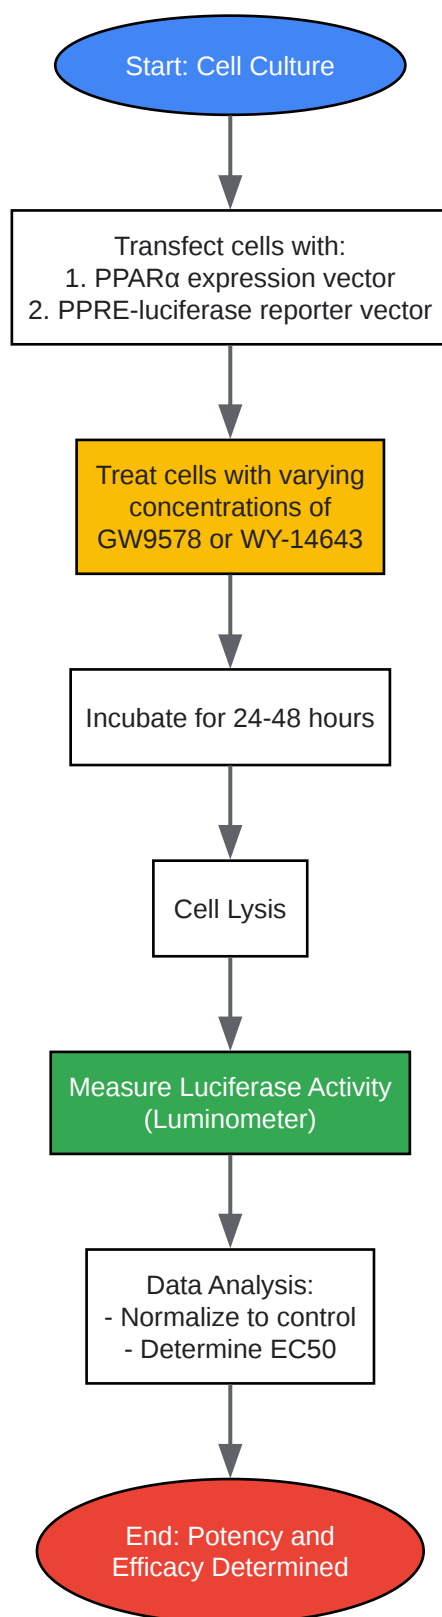 Start: Cell Culture
Transfect cells with:
1. PPARα expression vector
2. PPRE-luciferase reporter vector
Treat cells with varying
concentrations of
GW9578 or WY-14643
Incubate for 24-48 hours
Cell Lysis
Measure Luciferase Activity
(Luminometer)
Data Analysis:
- Normalize to control
- Determine EC50
End: Potency and
Efficacy Determined